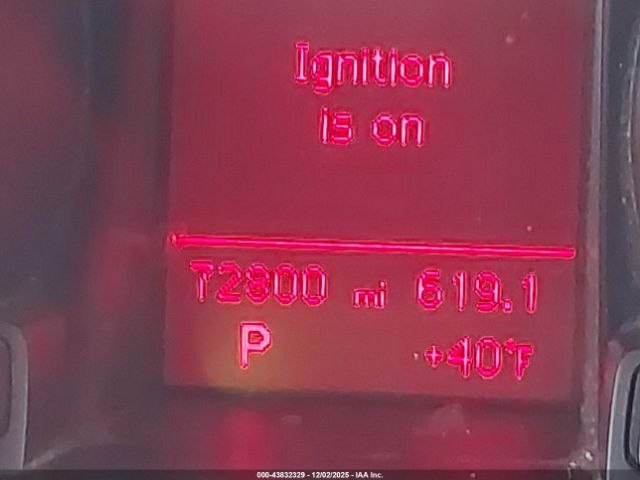 Ignition
is on
72800 mi 619.1
P +40°F
000-43832329 - 12/02/2025 - IAA Inc.